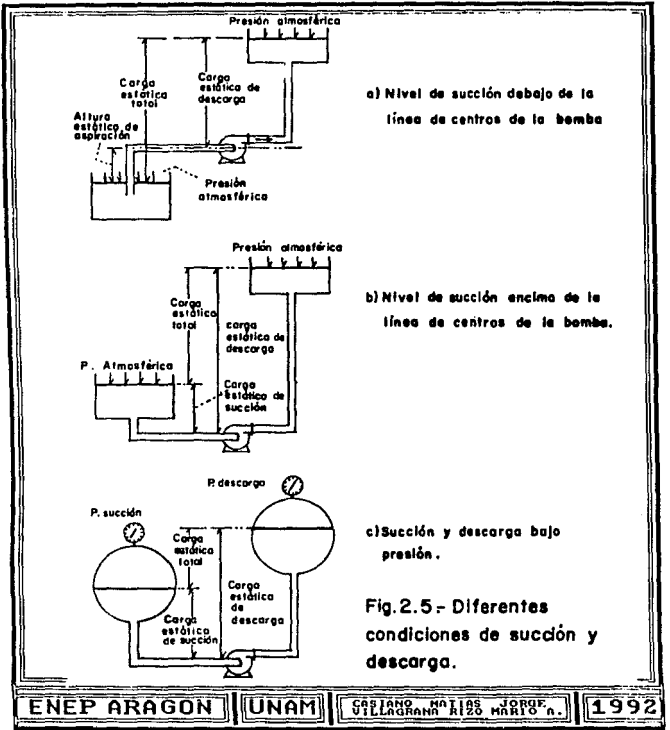 Presión atmosférica
Carga
estática
total
Carga
estática de
descarga
Altura
estática de
aspiración
Presión
atmosférica
a) Nivel de succión debajo de la
línea de centros de la bomba
Presión atmosférica
Carga
estática
total
carga
estática de
descarga
P. Atmosférica
Carga
estática de
succión
b) Nivel de succión encima de la
línea de centros de la bomba.
P. descarga
P. succión
Carga
estática
total
Carga
estática
de
descarga
Carga
estática
de succión
c) Succión y descarga bajo
presión.
Fig. 2.5.- Diferentes
condiciones de succión y
descarga.
ENEP ARAGON
UNAM
CASIANO MATIAS JORGE
VILLAGRANA RIZO MARIO A.
1992